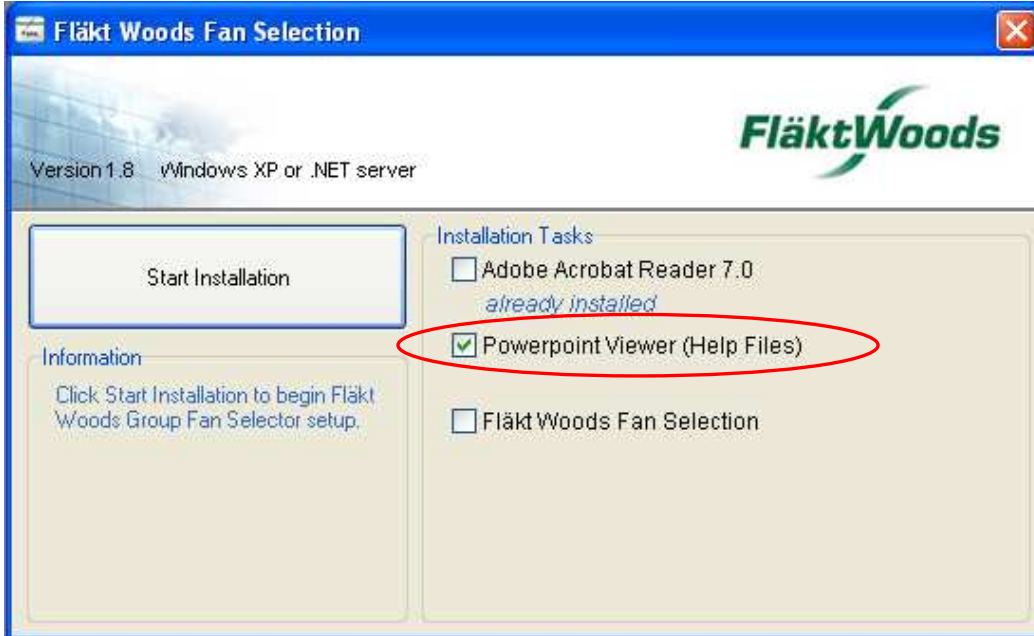 Fläkt Woods Fan Selection
FläktWoods
Version 1.8 Windows XP or .NET server
Start Installation
Information
Click Start Installation to begin Fläkt
Woods Group Fan Selector setup.
Installation Tasks
Adobe Acrobat Reader 7.0
already installed
Powerpoint Viewer (Help Files)
Fläkt Woods Fan Selection